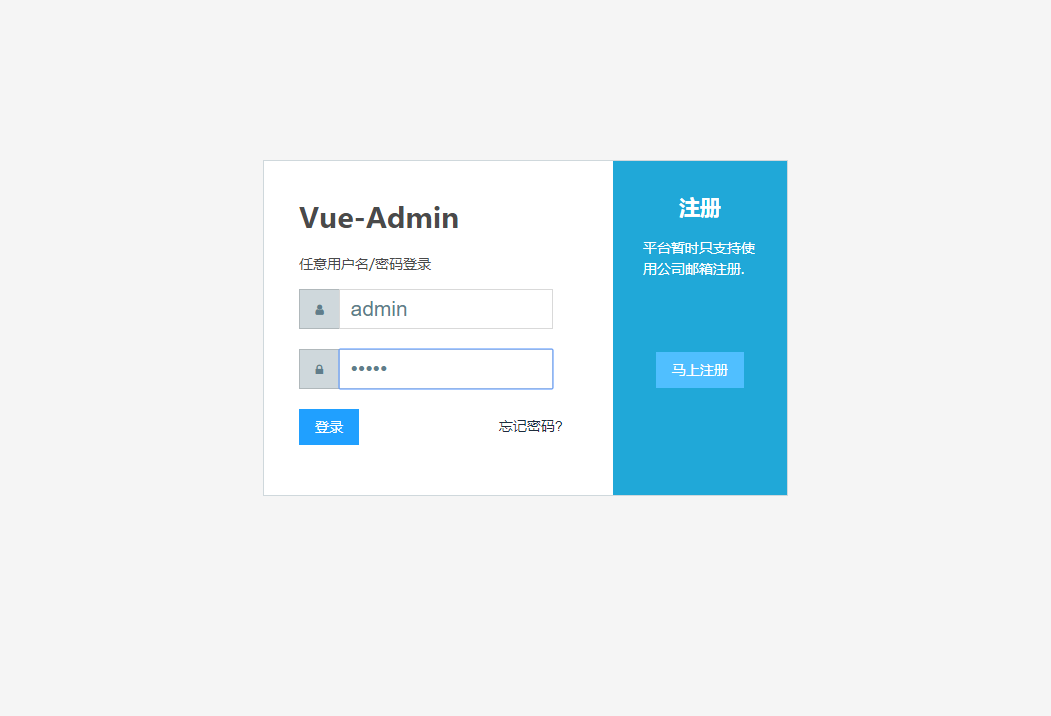 Vue-Admin
任意用户名/密码登录
admin
•••••
登录
忘记密码?
注册
平台暂时只支持使
用公司邮箱注册.
马上注册